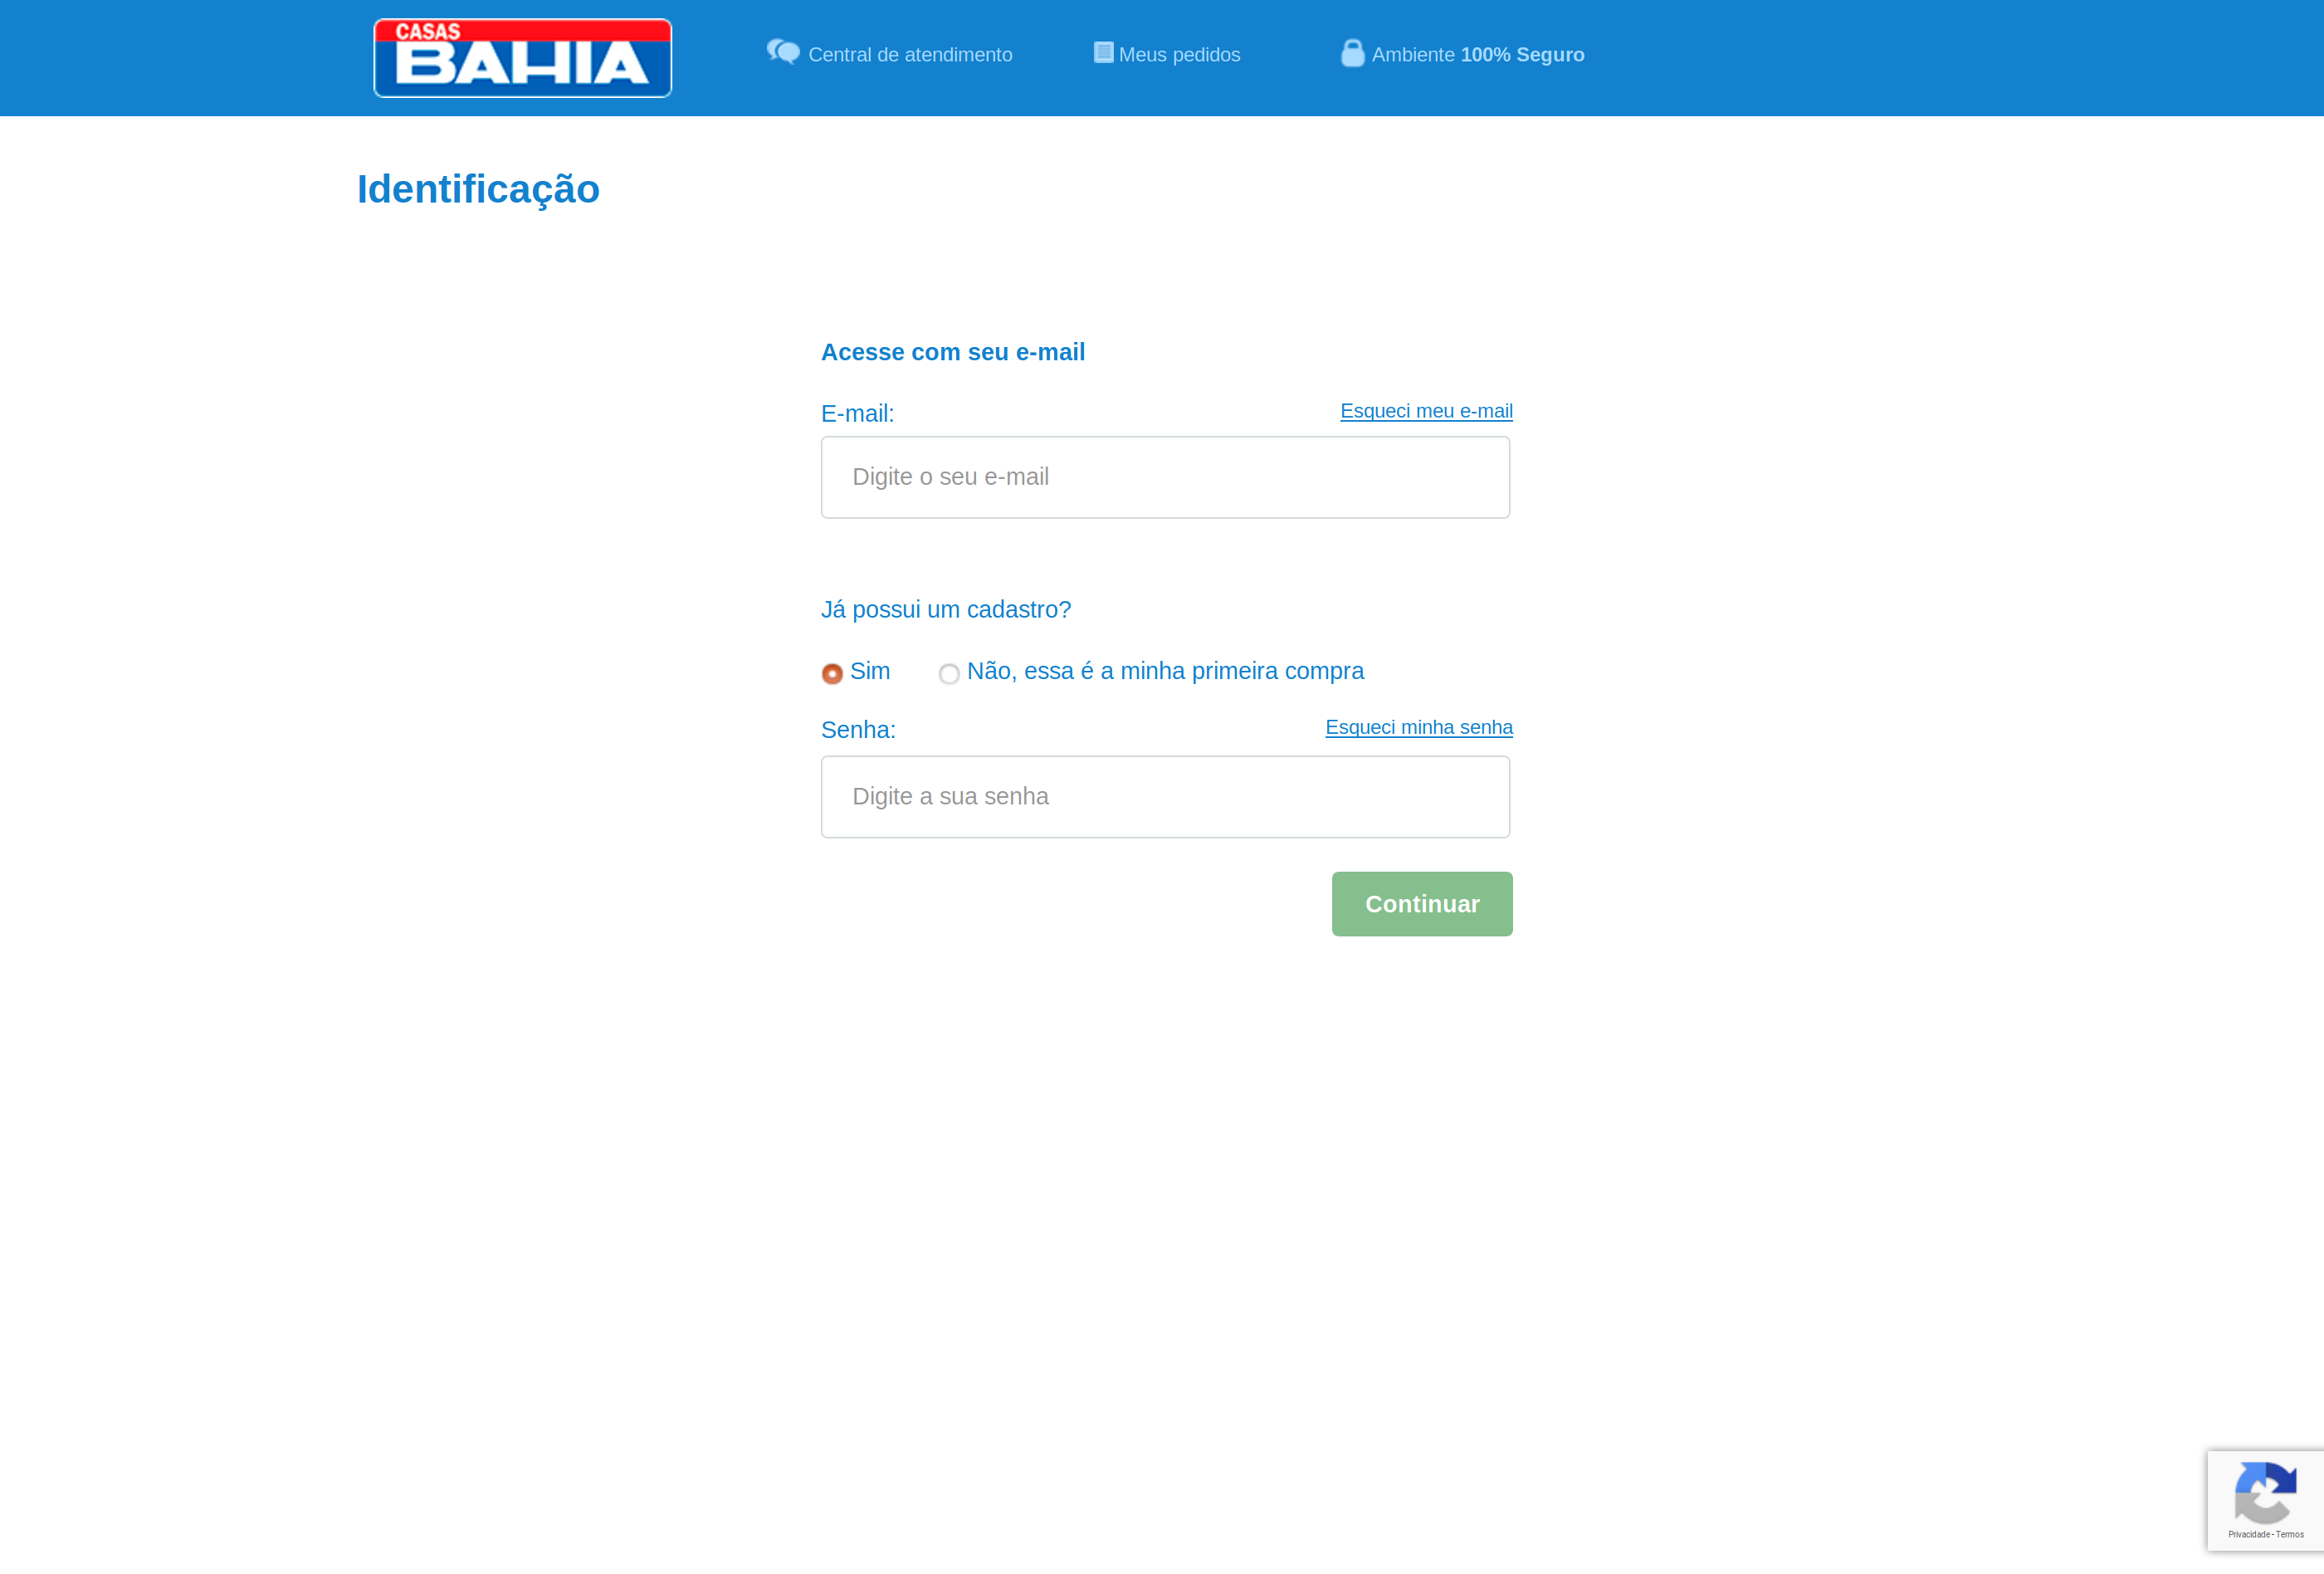 CASAS
BAHIA
Central de atendimento
Meus pedidos
Ambiente 100% Seguro
Identificação
Acesse com seu e-mail
E-mail:
Esqueci meu e-mail
Digite o seu e-mail
Já possui um cadastro?
Sim
Não, essa é a minha primeira compra
Senha:
Esqueci minha senha
Digite a sua senha
Continuar
Privacidade - Termos